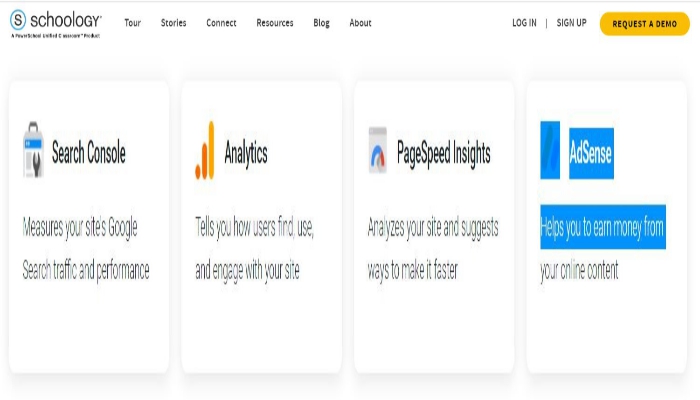 schoology
A PowerSchool Unified Classroom™ Product
Tour Stories Connect Resources Blog About
LOG IN | SIGN UP REQUEST A DEMO
Search Console
Measures your site's Google
Search traffic and performance
Analytics
Tells you how users find, use,
and engage with your site
PageSpeed Insights
Analyzes your site and suggests
ways to make it faster
AdSense
Helps you to earn money from
your online content